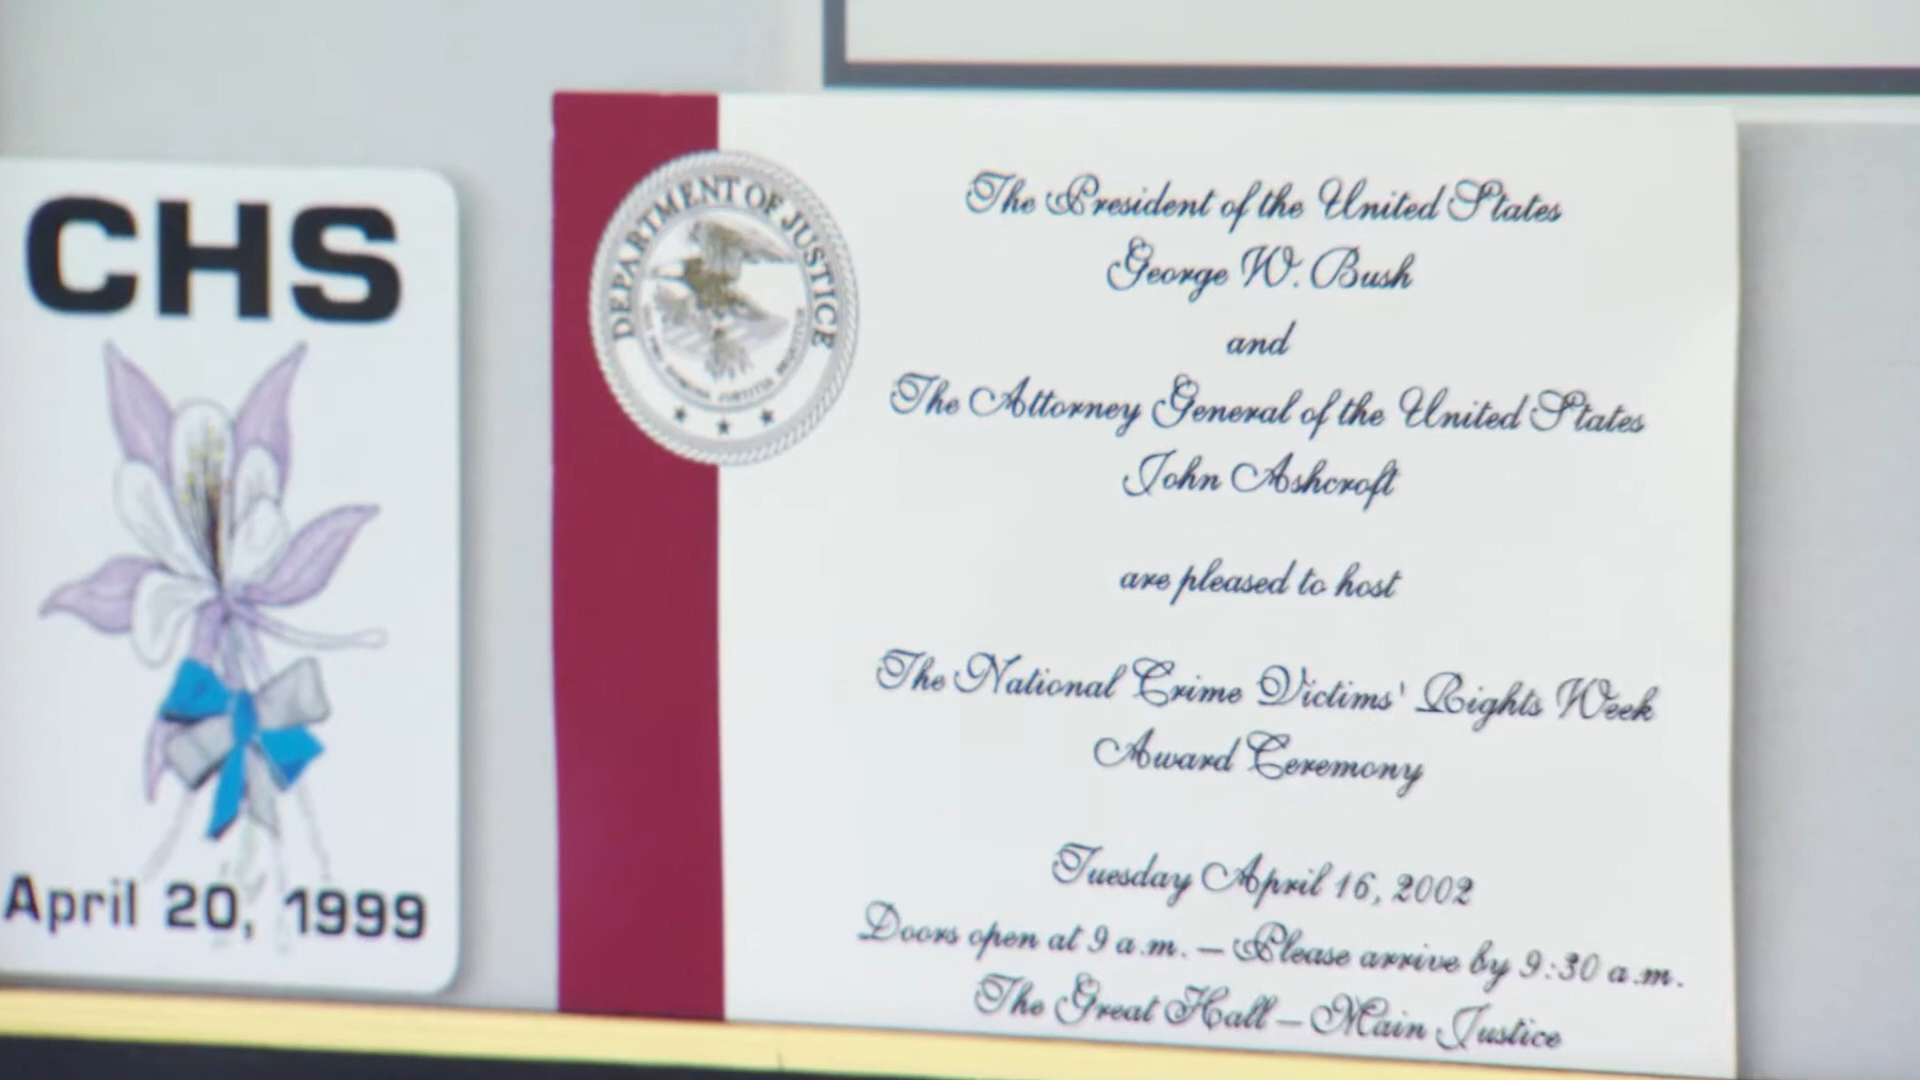 CHS
April 20, 1999
DEPARTMENT OF JUSTICE
The President of the United States
George W. Bush
and
The Attorney General of the United States
John Ashcroft
are pleased to host
The National Crime Victims' Rights Week
Award Ceremony
Tuesday April 16, 2002
Doors open at 9 a.m. – Please arrive by 9:30 a.m.
The Great Hall – Main Justice